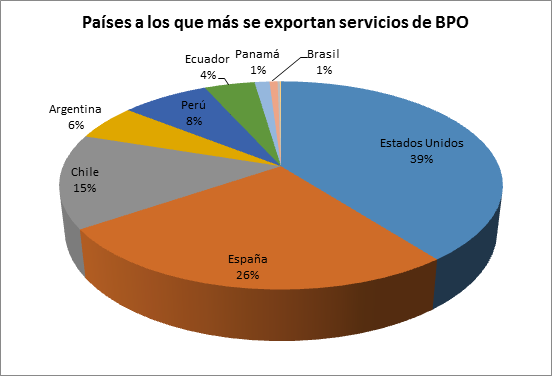 Países a los que más se exportan servicios de BPO
Ecuador
4%
Panamá
1%
Brasil
1%
Argentina
6%
Perú
8%
Estados Unidos
39%
Chile
15%
España
26%